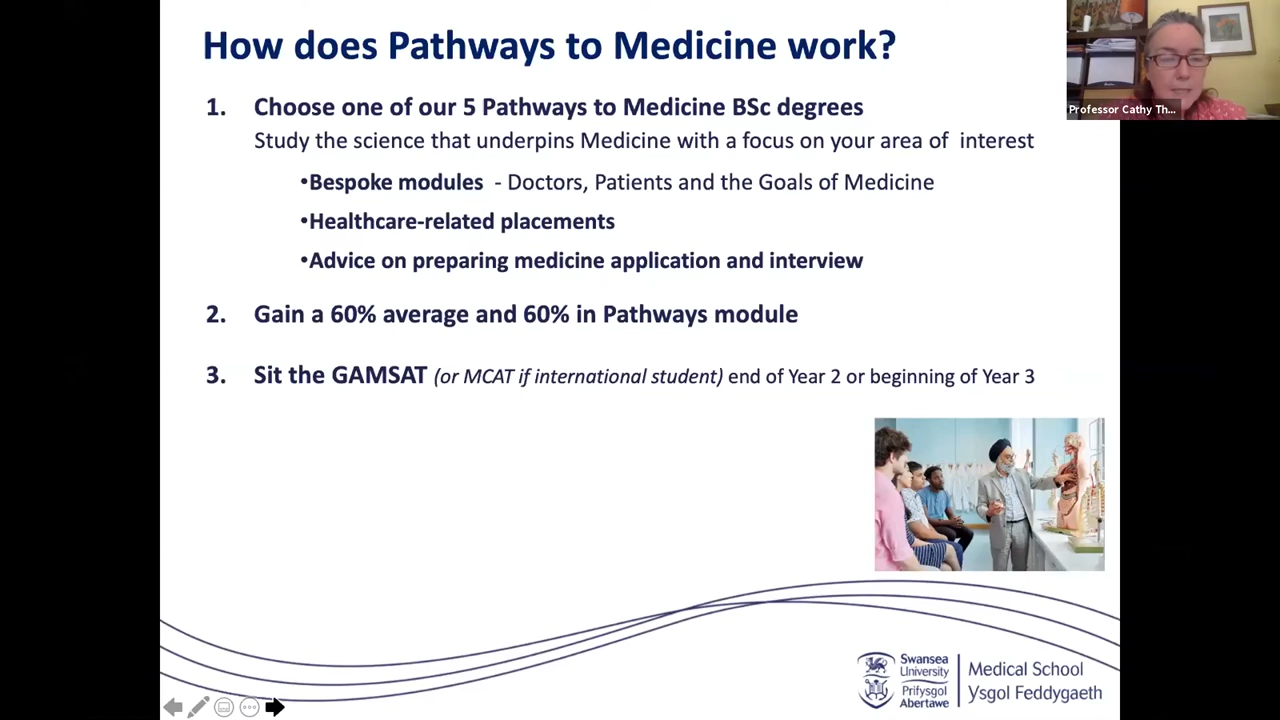 How does Pathways to Medicine work?
Professor Cathy Th...
1. Choose one of our 5 Pathways to Medicine BSc degrees
Study the science that underpins Medicine with a focus on your area of interest
•Bespoke modules - Doctors, Patients and the Goals of Medicine
•Healthcare-related placements
•Advice on preparing medicine application and interview
2. Gain a 60% average and 60% in Pathways module
3. Sit the GAMSAT (or MCAT if international student) end of Year 2 or beginning of Year 3
Swansea
University
Prifysgol
Abertawe
Medical School
Ysgol Feddygaeth